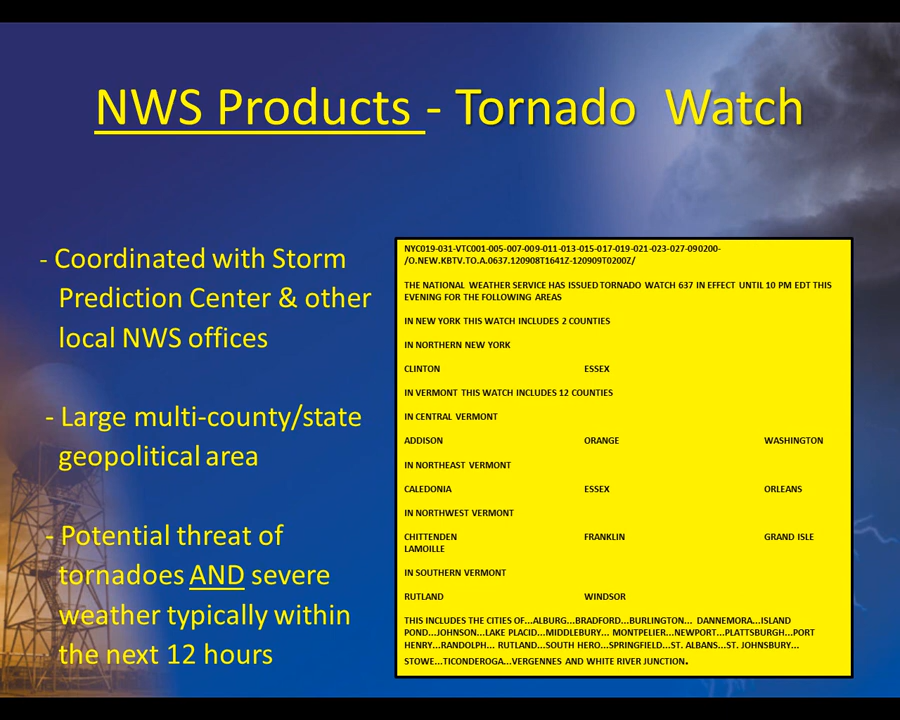 NWS Products - Tornado Watch
- Coordinated with Storm
Prediction Center & other
local NWS offices
- Large multi-county/state
geopolitical area
- Potential threat of
tornadoes AND severe
weather typically within
the next 12 hours
NYC019-031-VTC001-005-007-009-011-013-015-017-019-021-023-027-090200-
/O.NEW.KBTV.TO.A.0637.120908T1641Z-120909T0200Z/
THE NATIONAL WEATHER SERVICE HAS ISSUED TORNADO WATCH 637 IN EFFECT UNTIL 10 PM EDT THIS
EVENING FOR THE FOLLOWING AREAS
IN NEW YORK THIS WATCH INCLUDES 2 COUNTIES
IN NORTHERN NEW YORK
CLINTON ESSEX
IN VERMONT THIS WATCH INCLUDES 12 COUNTIES
IN CENTRAL VERMONT
ADDISON ORANGE WASHINGTON
IN NORTHEAST VERMONT
CALEDONIA ESSEX ORLEANS
IN NORTHWEST VERMONT
CHITTENDEN FRANKLIN GRAND ISLE
LAMOILLE
IN SOUTHERN VERMONT
RUTLAND WINDSOR
THIS INCLUDES THE CITIES OF...ALBURG...BRADFORD...BURLINGTON... DANNEMORA...ISLAND
POND...JOHNSON...LAKE PLACID...MIDDLEBURY... MONTPELIER...NEWPORT...PLATTSBURGH...PORT
HENRY...RANDOLPH... RUTLAND...SOUTH HERO...SPRINGFIELD...ST. ALBANS...ST. JOHNSBURY...
STOWE...TICONDEROGA...VERGENNES AND WHITE RIVER JUNCTION.